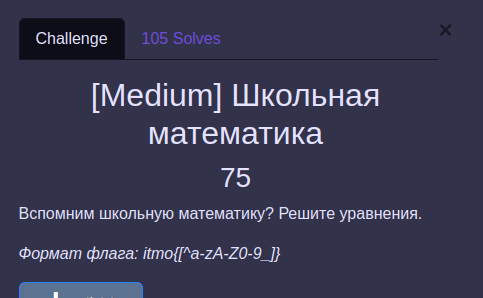 Challenge
105 Solves
×
[Medium] Школьная
математика
75
Вспомним школьную математику? Решите уравнения.
Формат флага: itmo{[^a-zA-Z0-9_]}